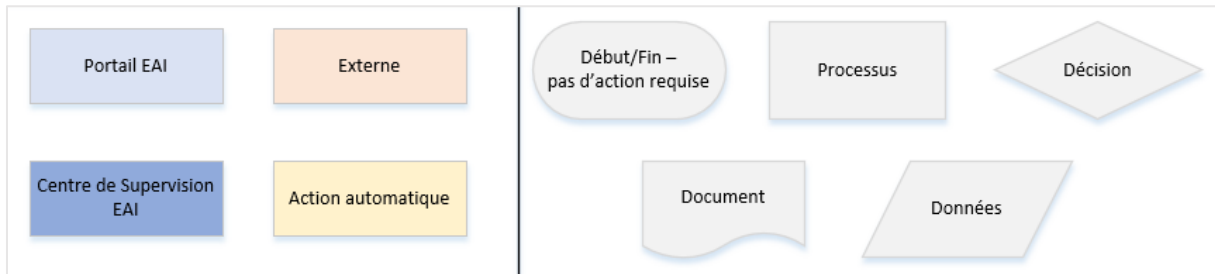 Portail EAI
Externe
Centre de Supervision
EAI
Action automatique
Début/Fin –
pas d'action requise
Processus
Décision
Document
Données